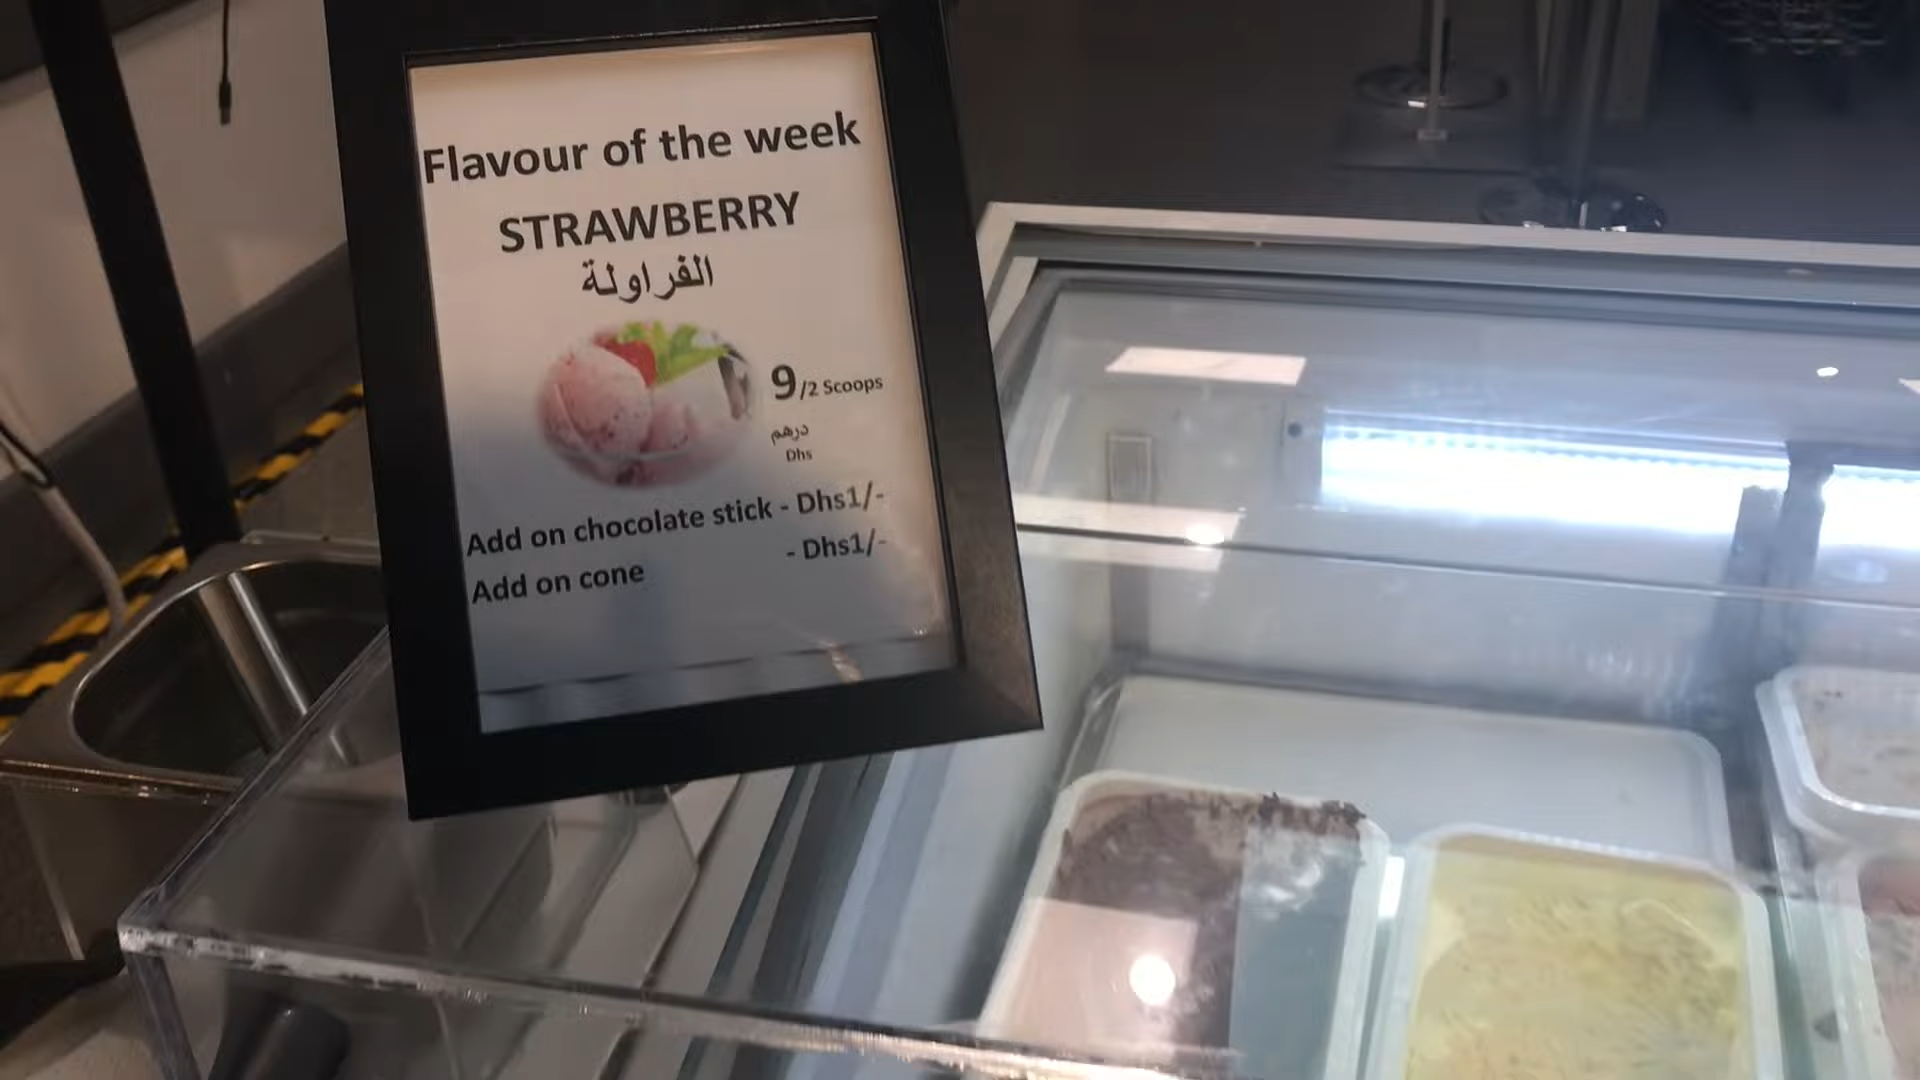 Flavour of the week
STRAWBERRY
الفراولة
9/2 Scoops
درهم
Dhs
Add on chocolate stick - Dhs1/-
Add on cone - Dhs1/-